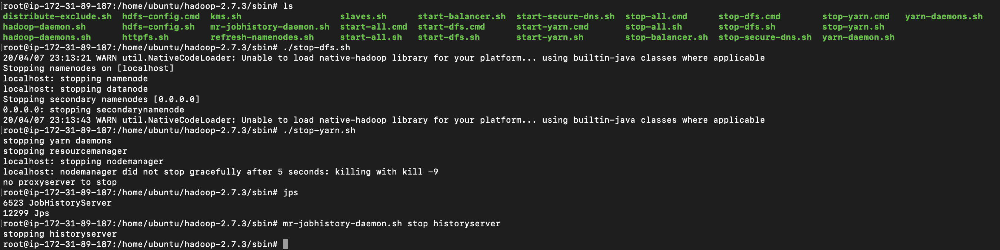 [root@ip-172-31-89-187:/home/ubuntu/hadoop-2.7.3/sbin# ls
distribute-exclude.sh  hdfs-config.cmd  kms.sh                   slaves.sh      start-balancer.sh  start-secure-dns.sh  stop-all.cmd      stop-dfs.cmd         stop-yarn.cmd   yarn-daemons.sh
hadoop-daemon.sh       hdfs-config.sh   mr-jobhistory-daemon.sh  start-all.cmd  start-dfs.cmd      start-yarn.cmd       stop-all.sh       stop-dfs.sh          stop-yarn.sh
hadoop-daemons.sh      httpfs.sh        refresh-namenodes.sh     start-all.sh   start-dfs.sh       start-yarn.sh        stop-balancer.sh  stop-secure-dns.sh   yarn-daemon.sh
[root@ip-172-31-89-187:/home/ubuntu/hadoop-2.7.3/sbin# ./stop-dfs.sh
20/04/07 23:13:21 WARN util.NativeCodeLoader: Unable to load native-hadoop library for your platform... using builtin-java classes where applicable
Stopping namenodes on [localhost]
localhost: stopping namenode
localhost: stopping datanode
Stopping secondary namenodes [0.0.0.0]
0.0.0.0: stopping secondarynamenode
20/04/07 23:13:43 WARN util.NativeCodeLoader: Unable to load native-hadoop library for your platform... using builtin-java classes where applicable
[root@ip-172-31-89-187:/home/ubuntu/hadoop-2.7.3/sbin# ./stop-yarn.sh
stopping yarn daemons
stopping resourcemanager
localhost: stopping nodemanager
localhost: nodemanager did not stop gracefully after 5 seconds: killing with kill -9
no proxyserver to stop
[root@ip-172-31-89-187:/home/ubuntu/hadoop-2.7.3/sbin# jps
6523 JobHistoryServer
12299 Jps
[root@ip-172-31-89-187:/home/ubuntu/hadoop-2.7.3/sbin# mr-jobhistory-daemon.sh stop historyserver
stopping historyserver
root@ip-172-31-89-187:/home/ubuntu/hadoop-2.7.3/sbin#